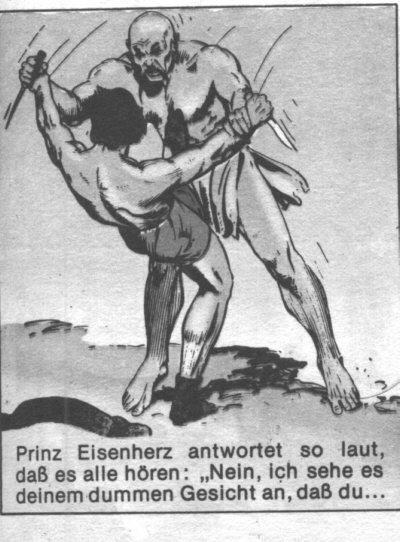 Prinz Eisenherz antwortet so laut,
daß es alle hören: „Nein, ich sehe es
deinem dummen Gesicht an, daß du...